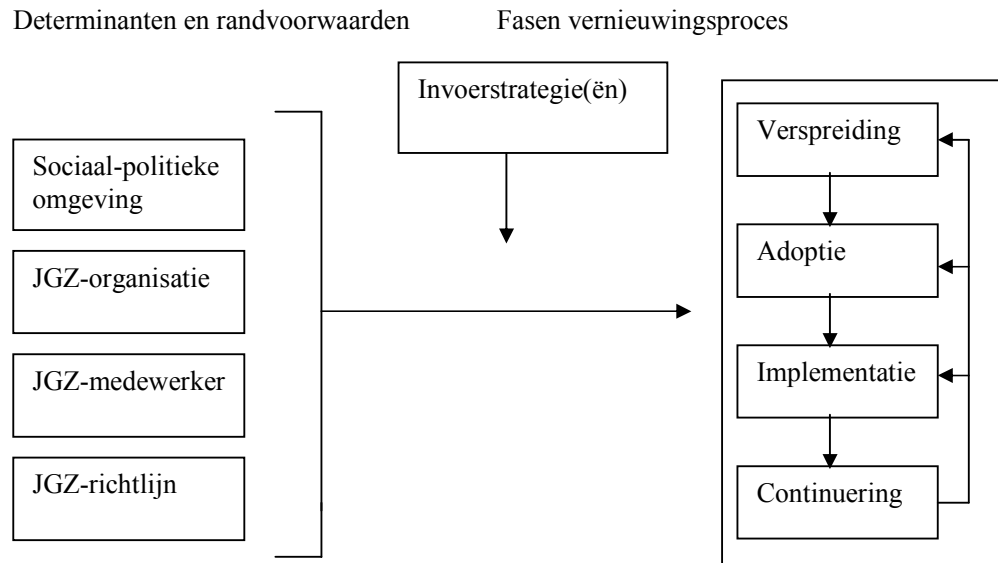 Determinanten en randvoorwaarden
Fasen vernieuwingsproces
Invoerstrategie(ën)
Sociaal-politieke
omgeving
JGZ-organisatie
JGZ-medewerker
JGZ-richtlijn
Verspreiding
Adoptie
Implementatie
Continuering